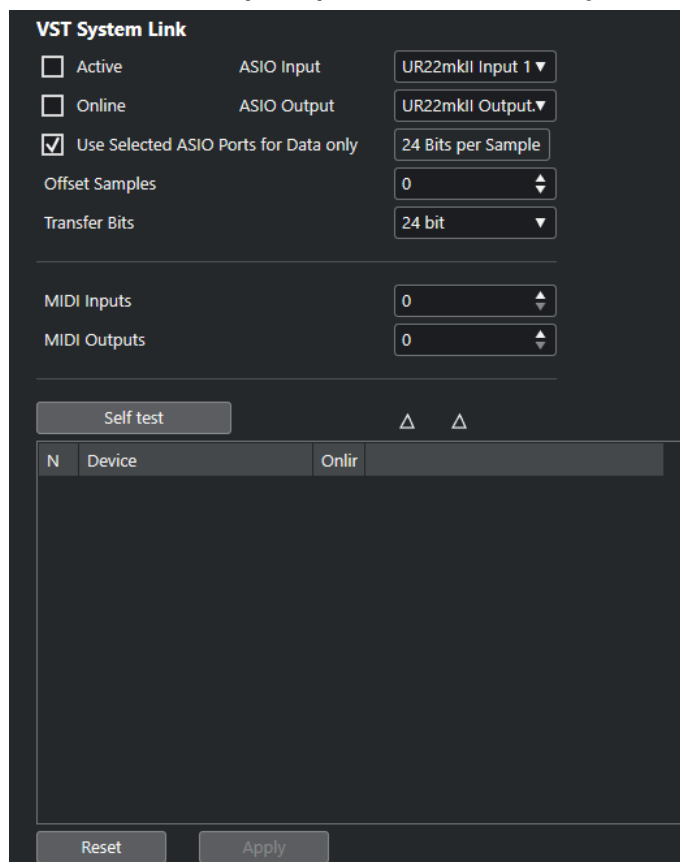 VST System Link
Active ASIO Input UR22mkII Input 1
Online ASIO Output UR22mkII Output.
Use Selected ASIO Ports for Data only 24 Bits per Sample
Offset Samples 0
Transfer Bits 24 bit
MIDI Inputs 0
MIDI Outputs 0
Self test
N Device Onlir
Reset Apply